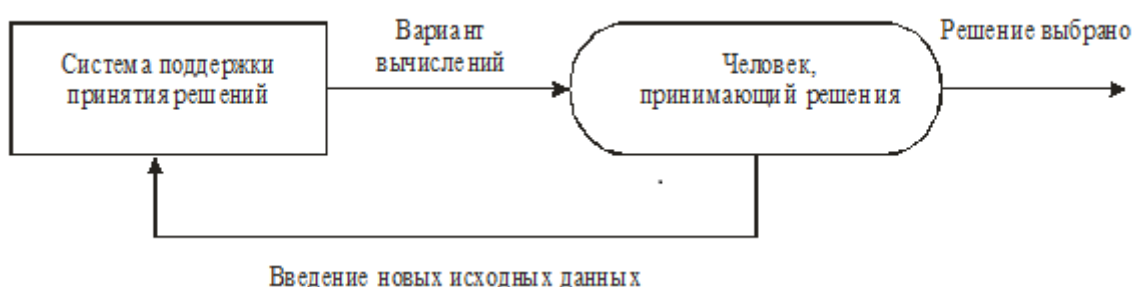 Система поддержки
принятия решений
Вариант
вычислений
Человек,
принимающий решения
Решение выбрано
Введение новых исходных данных